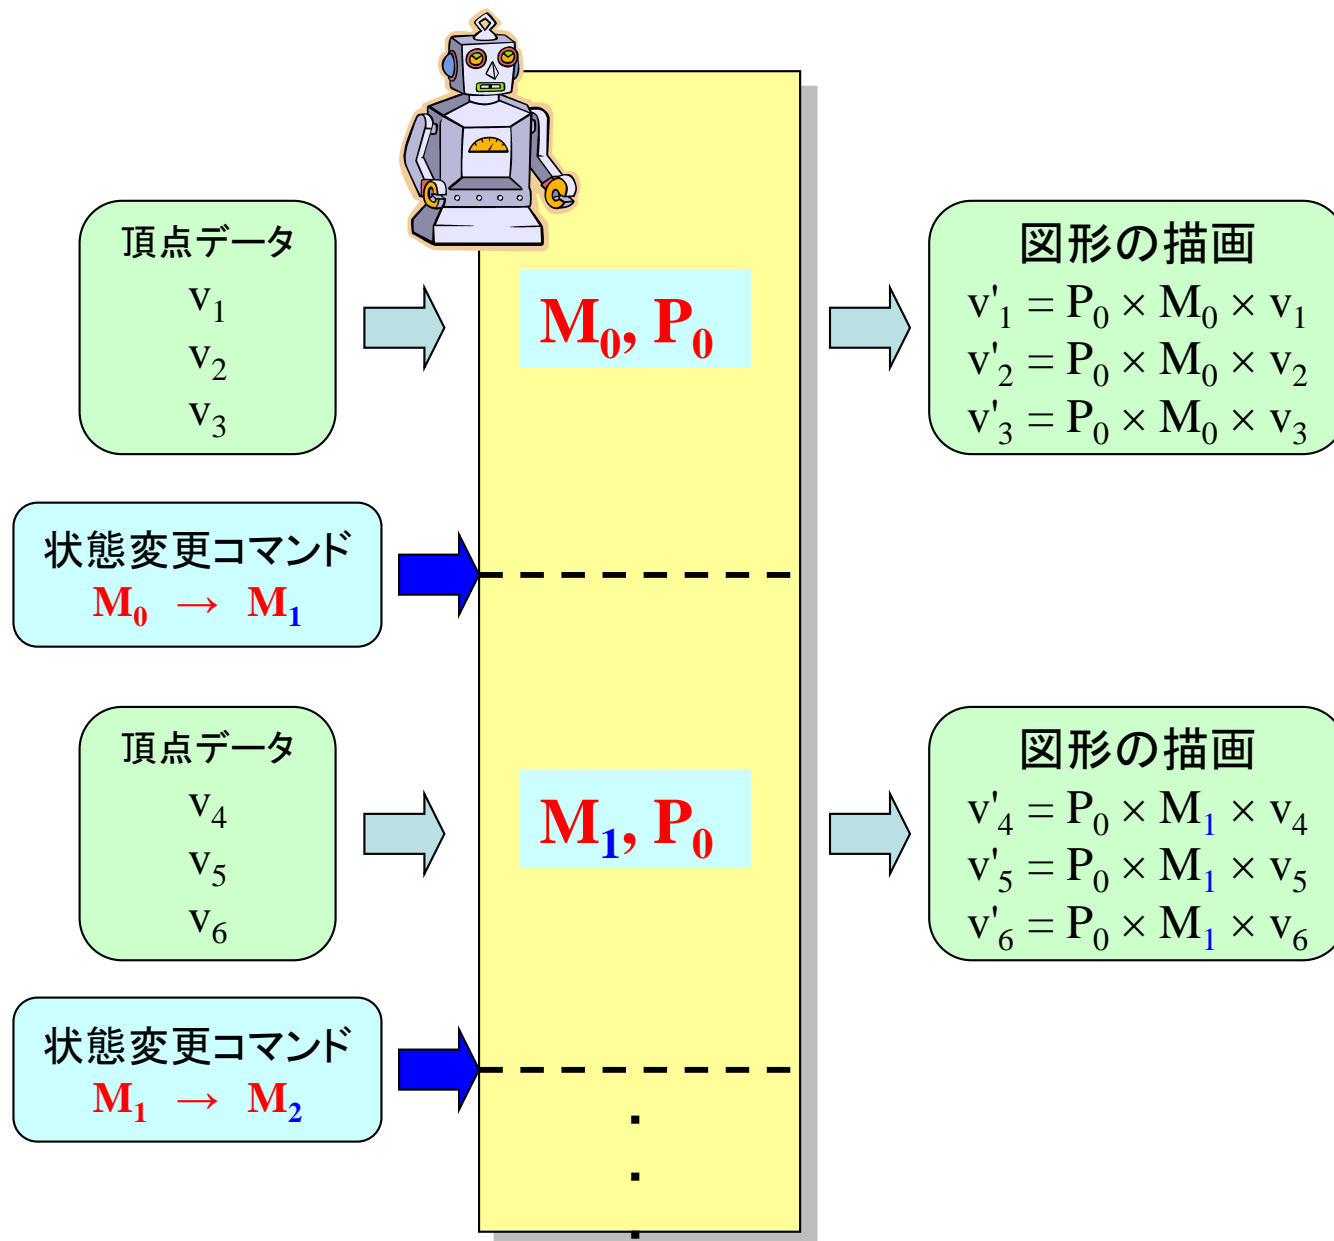 頂点データ
v₁
v₂
v₃
M₀, P₀
図形の描画
v'₁ = P₀ × M₀ × v₁
v'₂ = P₀ × M₀ × v₂
v'₃ = P₀ × M₀ × v₃
状態変更コマンド
M₀ → M₁
頂点データ
v₄
v₅
v₆
M₁, P₀
図形の描画
v'₄ = P₀ × M₁ × v₄
v'₅ = P₀ × M₁ × v₅
v'₆ = P₀ × M₁ × v₆
状態変更コマンド
M₁ → M₂
.
.
.